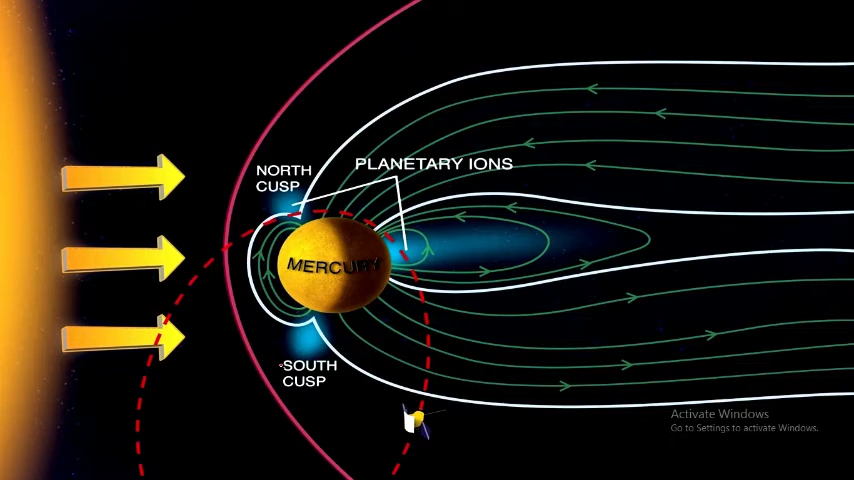 NORTH
CUSP
PLANETARY IONS
MERCURY
SOUTH
CUSP
Activate Windows
Go to Settings to activate Windows.